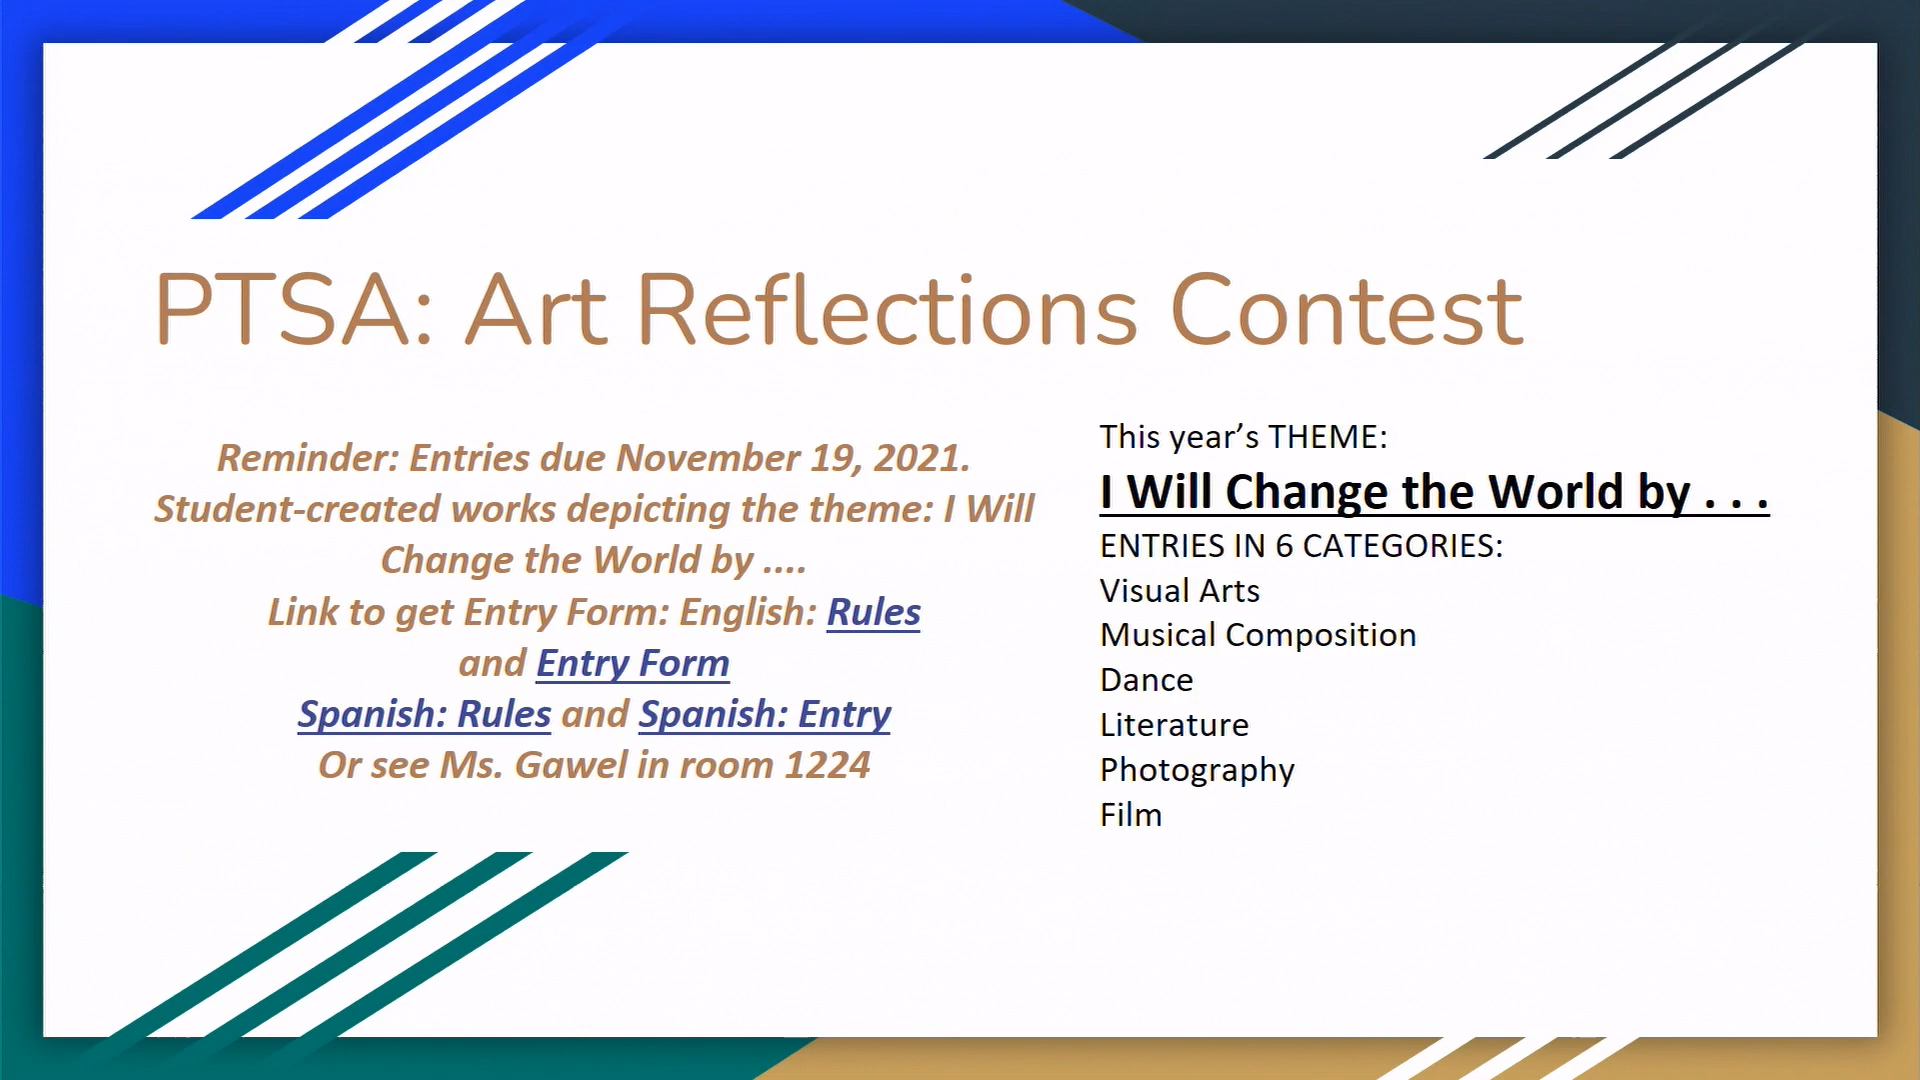 PTSA: Art Reflections Contest
Reminder: Entries due November 19, 2021.
Student-created works depicting the theme: I Will
Change the World by ....
Link to get Entry Form: English: Rules
and Entry Form
Spanish: Rules and Spanish: Entry
Or see Ms. Gawel in room 1224
This year’s THEME:
I Will Change the World by . . .
ENTRIES IN 6 CATEGORIES:
Visual Arts
Musical Composition
Dance
Literature
Photography
Film